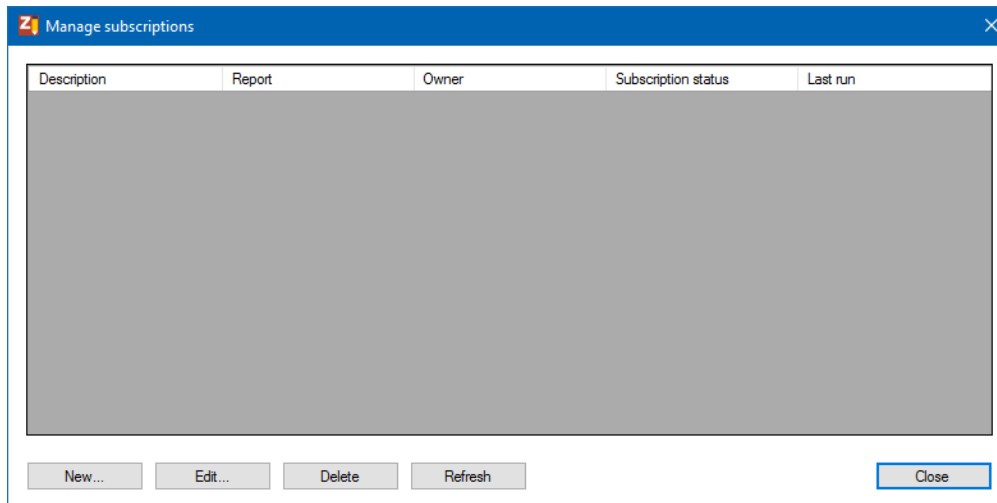 Manage subscriptions
Description Report Owner Subscription status Last run
New... Edit... Delete Refresh Close